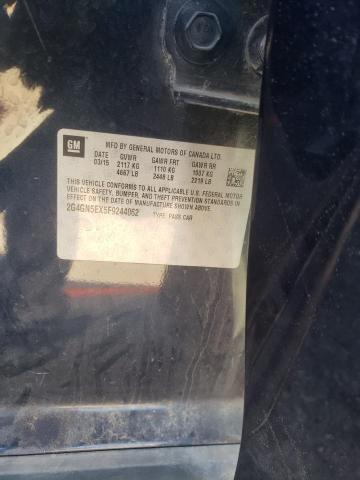 GM
MFD BY GENERAL MOTORS OF CANADA LTD.
DATE GVWR GAWR FRT GAWR RR
03/15 2117 KG 1110 KG 1007 KG
4667 LB 2448 LB 2219 LB
THIS VEHICLE CONFORMS TO ALL APPLICABLE U.S. FEDERAL MOTOR
VEHICLE SAFETY, BUMPER, AND THEFT PREVENTION STANDARDS IN
EFFECT ON THE DATE OF MANUFACTURE SHOWN ABOVE.
2G4GN5EX5F9244062 TYPE: PASS CAR